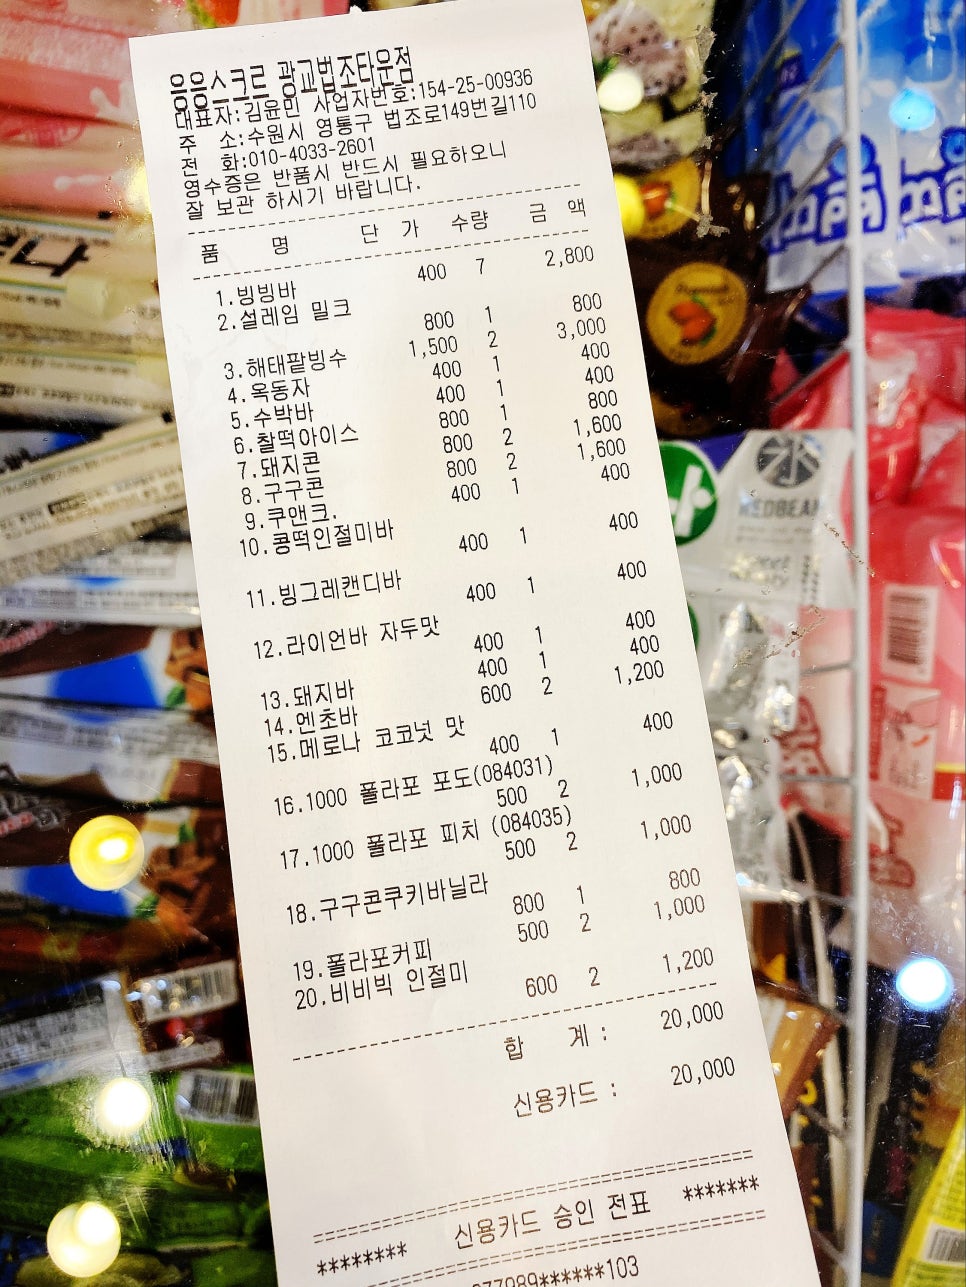 응응스크르 광교법조타운점
대표자:김윤민 사업자번호:154-25-00936
주 소:수원시 영통구 법조로149번길110
전 화:010-4033-2601
영수증은 반품시 반드시 필요하오니
잘 보관 하시기 바랍니다.
품 명 단 가 수량 금 액
1.빙빙바 400 7 2,800
2.설레임 밀크
800 1 800
3.해태팥빙수 1,500 2 3,000
4.옥동자 400 1 400
5.수박바 400 1 400
6.찰떡아이스 800 1 800
7.돼지콘 800 2 1,600
8.구구콘 800 2 1,600
9.쿠앤크. 400 1 400
10.콩떡인절미바
400 1 400
11.빙그레캔디바
400 1 400
12.라이언바 자두맛
400 1 400
13.돼지바 400 1 400
14.엔초바 600 2 1,200
15.메로나 코코넛 맛
400 1 400
16.1000 폴라포 포도(084031)
500 2 1,000
17.1000 폴라포 피치 (084035)
500 2 1,000
18.구구콘쿠키바닐라
800 1 800
19.폴라포커피 500 2 1,000
20.비비빅 인절미
600 2 1,200
합 계 : 20,000
신용카드 : 20,000
******** 신용카드 승인 전표 *******
REDBEAN